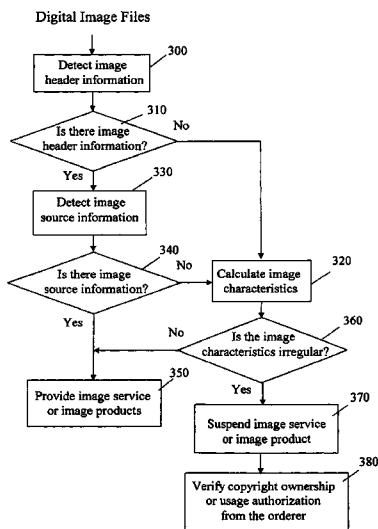 Digital Image Files
Detect image
header information
300
310
Is there image
header information?
No
Yes
330
Detect image
source information
340
Is there image
source information?
No
Yes
320
Calculate image
characteristics
360
Is the image
characteristics irregular?
No
Yes
350
Provide image service
or image products
370
Suspend image service
or image product
380
Verify copyright ownership
or usage authorization
from the orderer